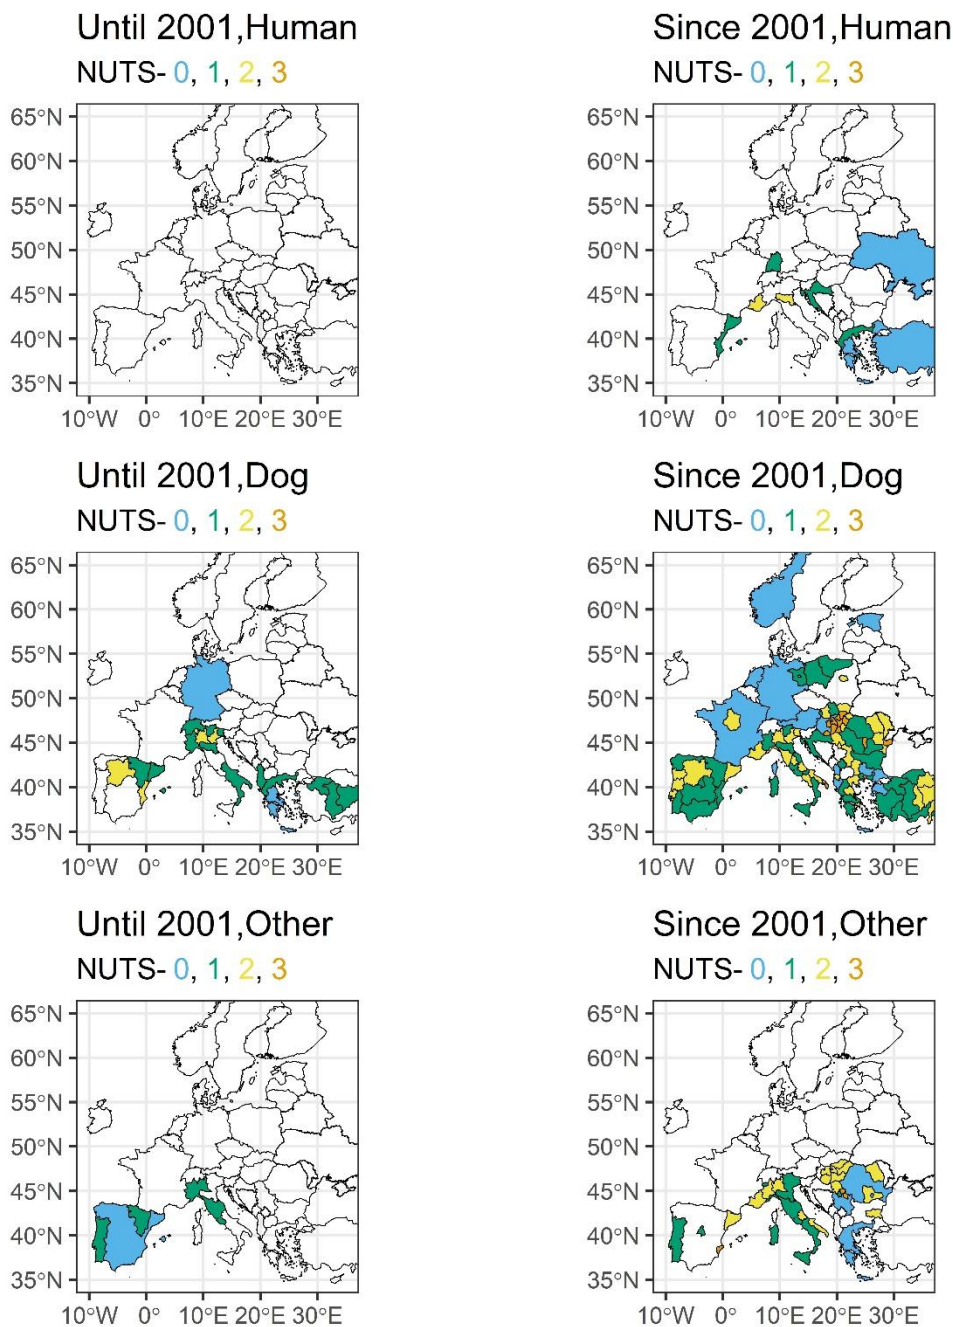 Until 2001,Human
NUTS- 0, 1, 2, 3
65°N
60°N
55°N
50°N
45°N
40°N
35°N
10°W 0° 10°E 20°E 30°E
Since 2001,Human
NUTS- 0, 1, 2, 3
65°N
60°N
55°N
50°N
45°N
40°N
35°N
10°W 0° 10°E 20°E 30°E
Until 2001,Dog
NUTS- 0, 1, 2, 3
65°N
60°N
55°N
50°N
45°N
40°N
35°N
10°W 0° 10°E 20°E 30°E
Since 2001,Dog
NUTS- 0, 1, 2, 3
65°N
60°N
55°N
50°N
45°N
40°N
35°N
10°W 0° 10°E 20°E 30°E
Until 2001,Other
NUTS- 0, 1, 2, 3
65°N
60°N
55°N
50°N
45°N
40°N
35°N
10°W 0° 10°E 20°E 30°E
Since 2001,Other
NUTS- 0, 1, 2, 3
65°N
60°N
55°N
50°N
45°N
40°N
35°N
10°W 0° 10°E 20°E 30°E